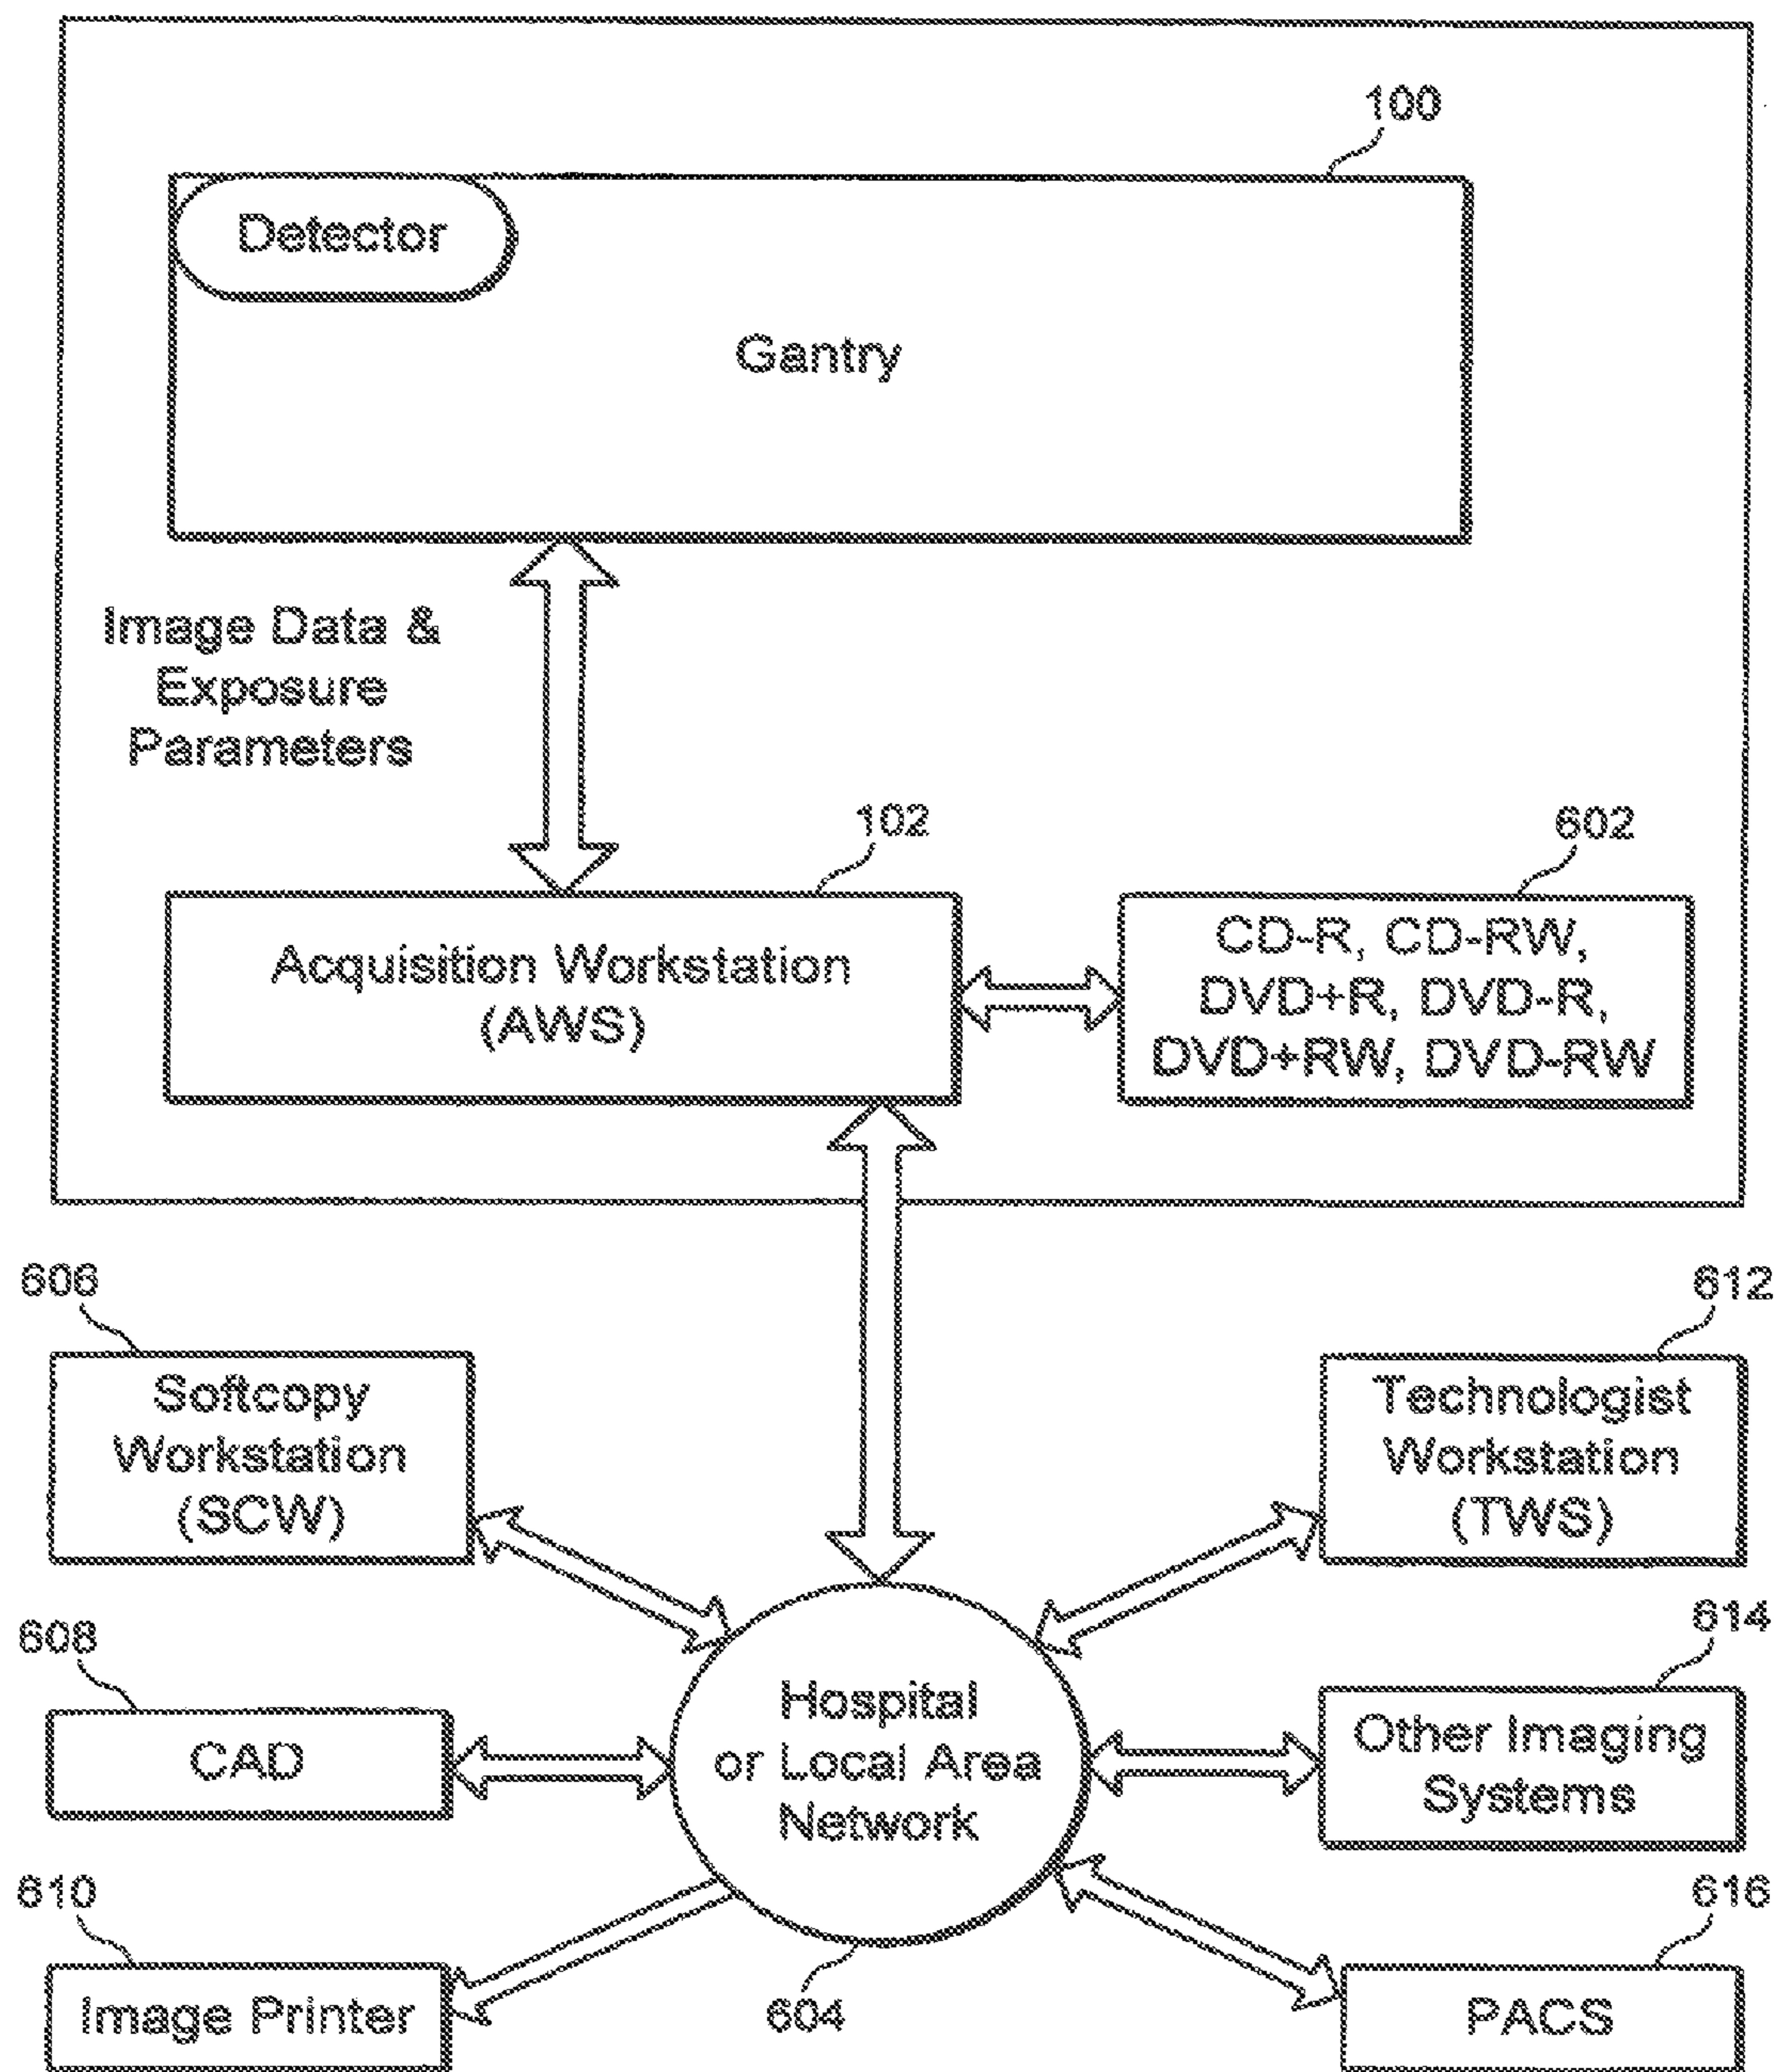 100
Detector
Gantry
Image Data &
Exposure
Parameters
102
602
Acquisition Workstation
(AWS)
CD-R, CD-RW,
DVD+R, DVD-R,
DVD+RW, DVD-RW
606
612
Softcopy
Workstation
(SCW)
Technologist
Workstation
(TWS)
608
614
Hospital
or Local Area
Network
CAD
Other Imaging
Systems
610
616
604
Image Printer
PACS